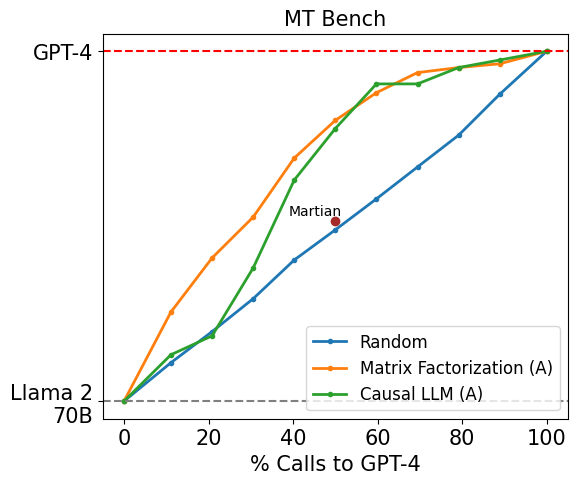 MT Bench
GPT-4
Martian
Llama 2
70B
Random
Matrix Factorization (A)
Causal LLM (A)
0 20 40 60 80 100
% Calls to GPT-4